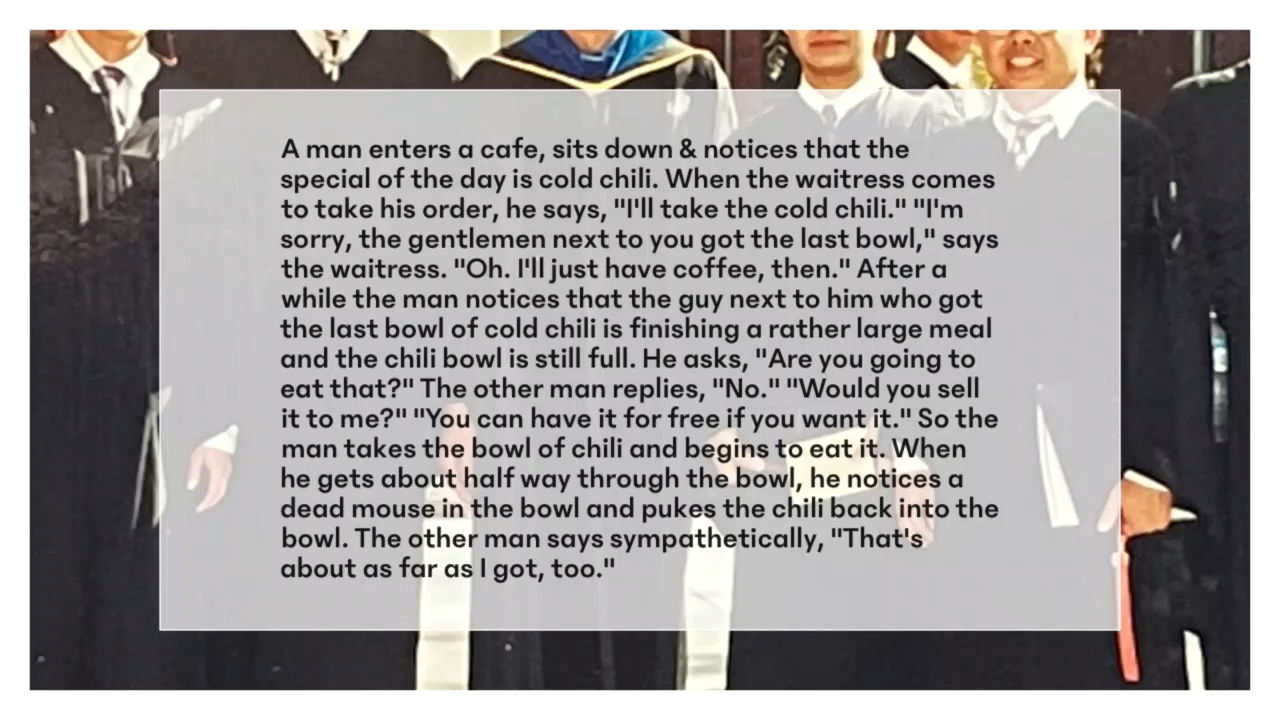 A man enters a cafe, sits down & notices that the
special of the day is cold chili. When the waitress comes
to take his order, he says, "I'll take the cold chili." "I'm
sorry, the gentlemen next to you got the last bowl," says
the waitress. "Oh. I'll just have coffee, then." After a
while the man notices that the guy next to him who got
the last bowl of cold chili is finishing a rather large meal
and the chili bowl is still full. He asks, "Are you going to
eat that?" The other man replies, "No." "Would you sell
it to me?" "You can have it for free if you want it." So the
man takes the bowl of chili and begins to eat it. When
he gets about half way through the bowl, he notices a
dead mouse in the bowl and pukes the chili back into the
bowl. The other man says sympathetically, "That's
about as far as I got, too."